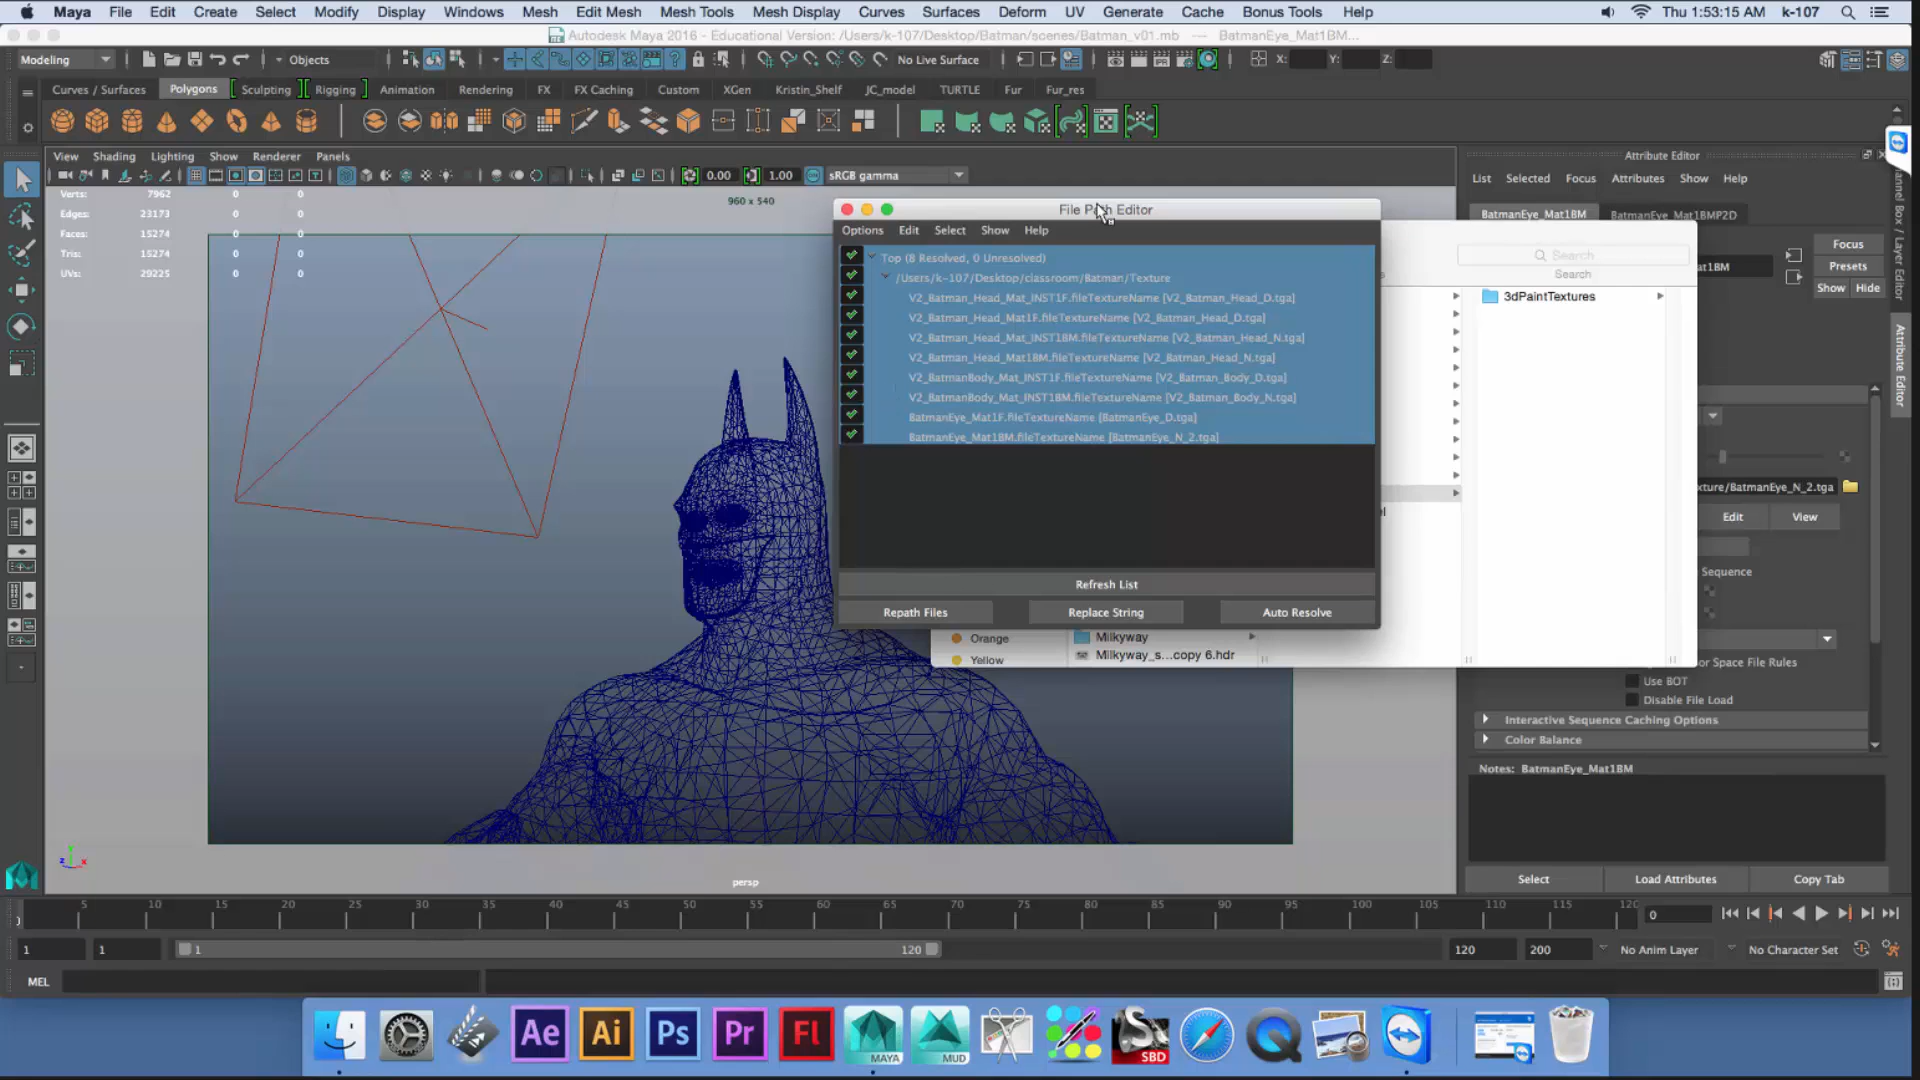 Maya File Edit Create Select Modify Display Windows Mesh Edit Mesh Mesh Tools Mesh Display Curves Surfaces Deform UV Generate Cache Bonus Tools Help Thu 1:53:15 AM k-107
Autodesk Maya 2016 - Educational Version: /Users/k-107/Desktop/Batman/scenes/Batman_v01.mb --- BatmanEye_Mat1BM...
Modeling Objects No Live Surface X: Y: Z:
Curves / Surfaces Polygons Sculpting Rigging Animation Rendering FX FX Caching Custom XGen Kristin_Shelf JC_model TURTLE Fur Fur_res
View Shading Lighting Show Renderer Panels
0.00 1.00 sRGB gamma
Verts: 7962 0 0
Edges: 23173 0 0
Faces: 15274 0 0
Tris: 15274 0 0
UVs: 29225 0 0
960 x 540
persp
File Path Editor
Options Edit Select Show Help
Top (8 Resolved, 0 Unresolved)
/Users/k-107/Desktop/classroom/Batman/Texture
V2_Batman_Head_Mat_INST1F.fileTextureName [V2_Batman_Head_D.tga]
V2_Batman_Head_Mat1F.fileTextureName [V2_Batman_Head_D.tga]
V2_Batman_Head_Mat_INST1BM.fileTextureName [V2_Batman_Head_N.tga]
V2_Batman_Head_Mat1BM.fileTextureName [V2_Batman_Head_N.tga]
V2_BatmanBody_Mat_INST1F.fileTextureName [V2_Batman_Body_D.tga]
V2_BatmanBody_Mat_INST1BM.fileTextureName [V2_Batman_Body_N.tga]
BatmanEye_Mat1F.fileTextureName [BatmanEye_D.tga]
BatmanEye_Mat1BM.fileTextureName [BatmanEye_N_2.tga]
Refresh List
Repath Files Replace String Auto Resolve
Orange Milkyway
Yellow Milkyway_s...copy 6.hdr
Search
Search
3dPaintTextures
Attribute Editor
List Selected Focus Attributes Show Help
BatmanEye_Mat1BM BatmanEye_Mat1BMP2D
Focus
at1BM Presets
Show Hide
xture/BatmanEye_N_2.tga
Edit View
Sequence
or Space File Rules
Use BOT
Disable File Load
Interactive Sequence Caching Options
Color Balance
Notes: BatmanEye_Mat1BM
Select Load Attributes Copy Tab
annel Box / Layer Editor
Attribute Editor
5 10 15 20 25 30 35 40 45 50 55 60 65 70 75 80 85 90 95 100 105 110 115 120 0
1 1 1 120 120 200 No Anim Layer No Character Set
MEL
Ae Ai Ps Pr Fl MAYA MUD SBD